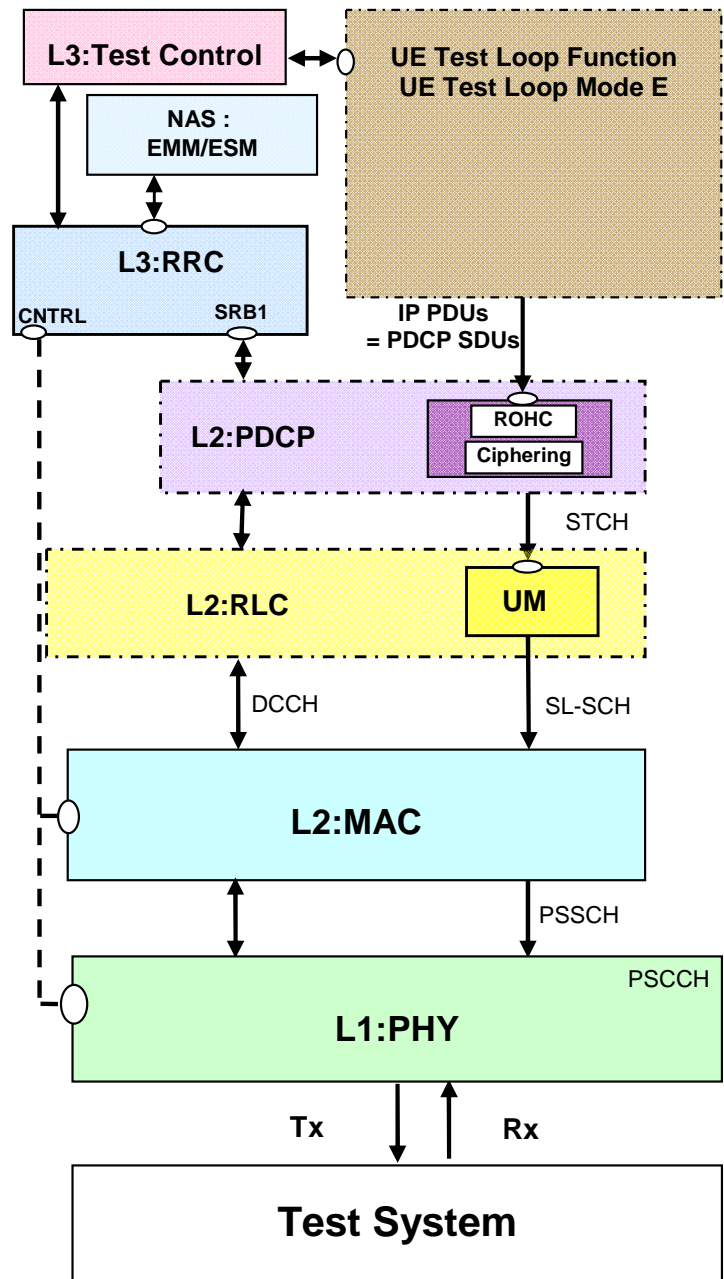 L3:Test Control
UE Test Loop Function
UE Test Loop Mode E
NAS :
EMM/ESM
L3:RRC
CNTRL
SRB1
IP PDUs
= PDCP SDUs
L2:PDCP
ROHC
Ciphering
STCH
L2:RLC
UM
DCCH
SL-SCH
L2:MAC
PSSCH
PSCCH
L1:PHY
Tx
Rx
Test System